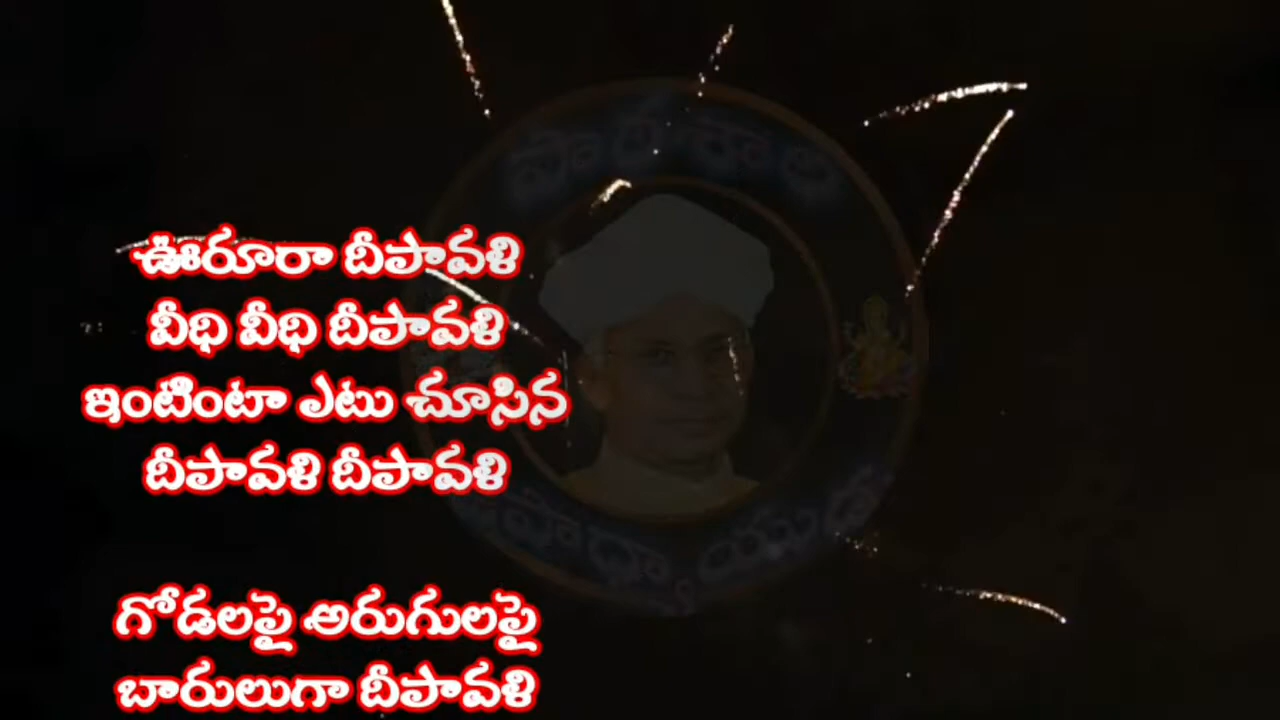 ఊరూరా దీపావళి
వీధి వీధి దీపావళి
ఇంటింటా ఎటు చూసిన
దీపావళి దీపావళి
గోడలపై అరుగులపై
బారులుగా దీపావళి